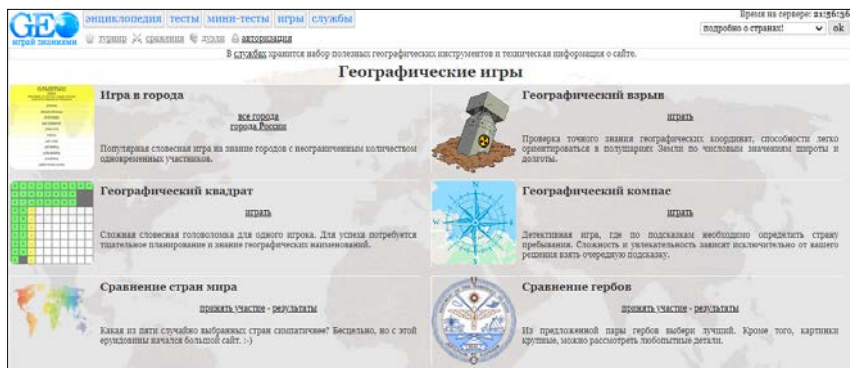 GEO
играй знаниями
энциклопедия тесты мини-тесты игры службы
турнир сражения дуэли авторизация
Время на сервере: 21:56:36
подробно о странах! ok
В службах хранится набор полезных географических инструментов и техническая информация о сайте.
Географические игры
Игра в города
все города
города России
Популярная словесная игра на знание городов с неограниченным количеством
одновременных участников.
Географический взрыв
играть
Проверка точного знания географических координат, способности легко
ориентироваться в полушариях Земли по числовым значениям широты и
долготы.
Географический квадрат
играть
Сложная словесная головоломка для одного игрока. Для успеха потребуется
тщательное планирование и знание географических наименований.
Географический компас
играть
Детективная игра, где по подсказкам необходимо определить страну
пребывания. Сложность и увлекательность зависят исключительно от вашего
решения взять очередную подсказку.
Сравнение стран мира
принять участие - результаты
Какая из пяти случайно выбранных стран симпатичнее? Бесцельно, но с этой
ерундовины начался большой сайт. :-)
Сравнение гербов
принять участие - результаты
Из предложенной пары гербов выбери лучший. Кроме того, картинки
крупные, можно рассмотреть любопытные детали.